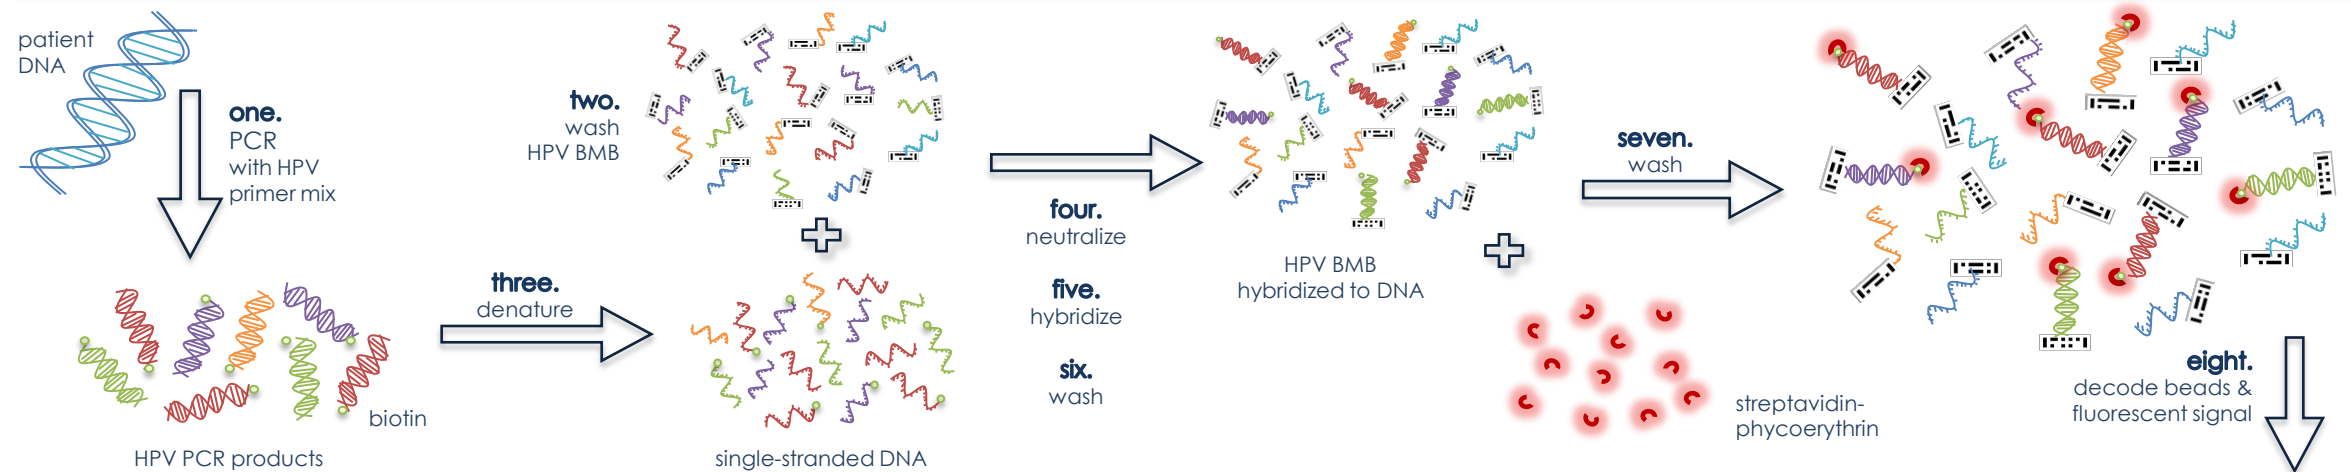 patient
DNA
one.
PCR
with HPV
primer mix
HPV PCR products
biotin
two.
wash
HPV BMB
three.
denature
single-stranded DNA
four.
neutralize
five.
hybridize
six.
wash
HPV BMB
hybridized to DNA
seven.
wash
streptavidin-
phycoerythrin
eight.
decode beads &
fluorescent signal